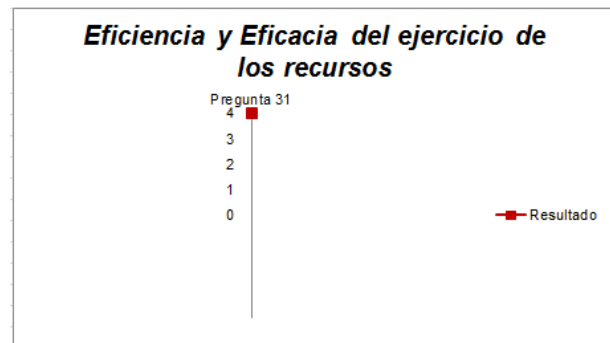 Eficiencia y Eficacia del ejercicio de
los recursos
Pregunta 31
4
3
2
1
0
Resultado